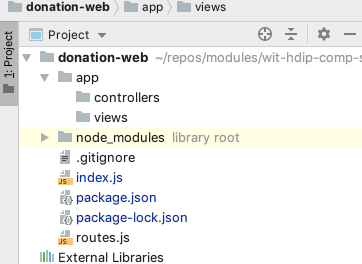 donation-web app views
1: Project
Project
donation-web ~/repos/modules/wit-hdip-comp-s
app
controllers
views
node_modules library root
.gitignore
JS index.js
package.json
package-lock.json
JS routes.js
External Libraries